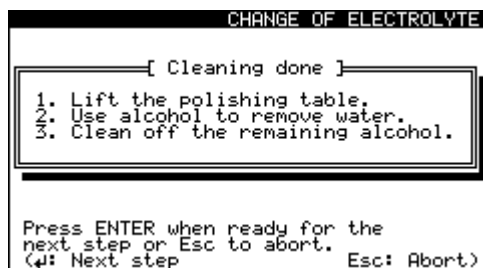 CHANGE OF ELECTROLYTE
[ Cleaning done ]
1. Lift the polishing table.
2. Use alcohol to remove water.
3. Clean off the remaining alcohol.
Press ENTER when ready for the
next step or Esc to abort.
(↲: Next step Esc: Abort)